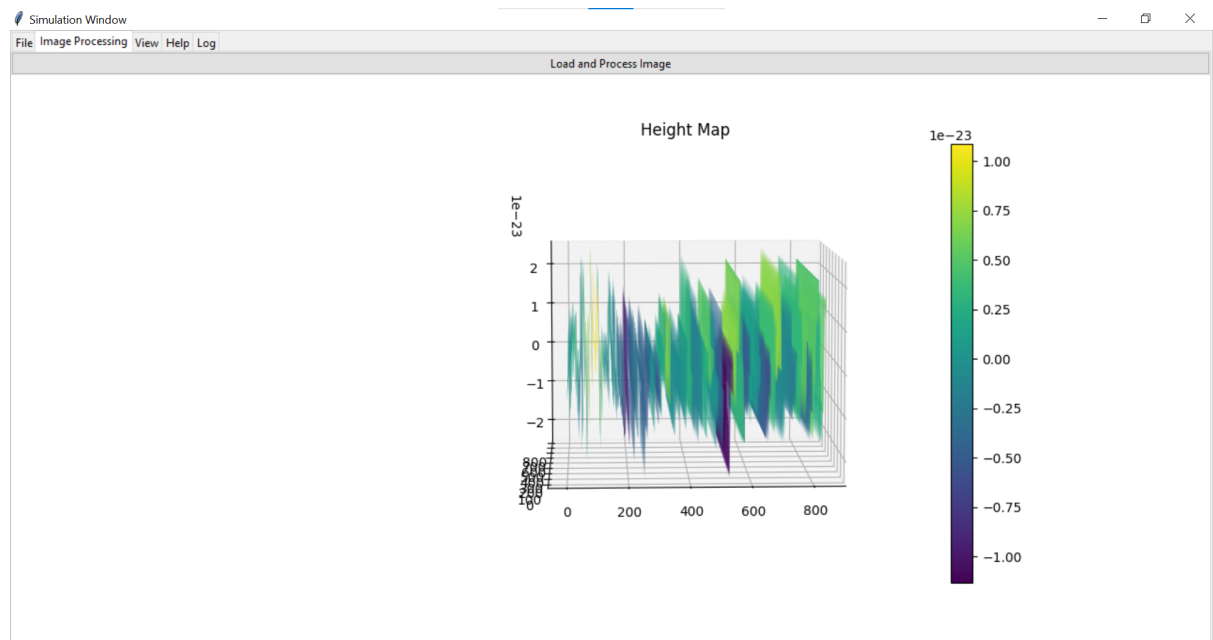 Simulation Window
File Image Processing View Help Log
Load and Process Image
Height Map
1e−23
1e−23
1.00
0.75
0.50
0.25
0.00
−0.25
−0.50
−0.75
−1.00
2
1
0
−1
−2
800
100
0
0 200 400 600 800